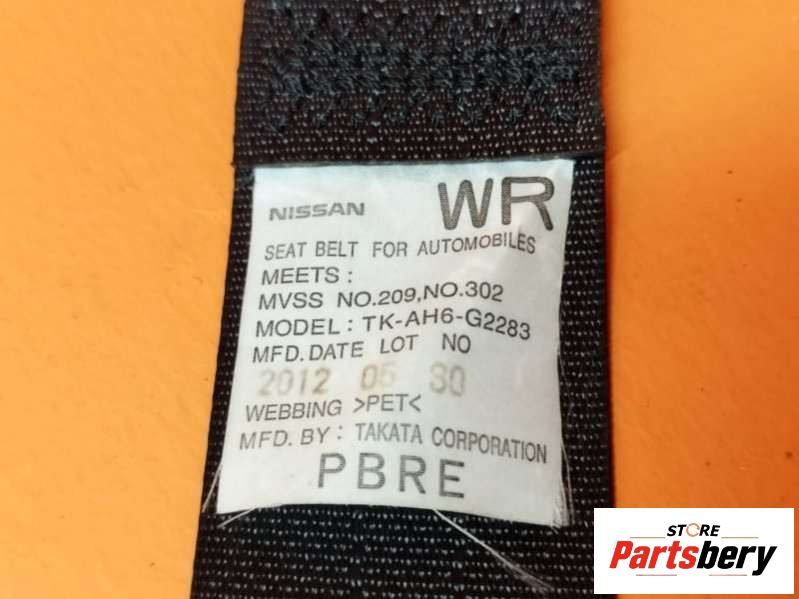 NISSAN WR
SEAT BELT FOR AUTOMOBILES
MEETS :
MVSS NO.209,NO.302
MODEL : TK-AH6-G2283
MFD.DATE LOT NO
2012 05 30
WEBBING >PET<
MFD. BY : TAKATA CORPORATION
PBRE
STORE
Partsbery